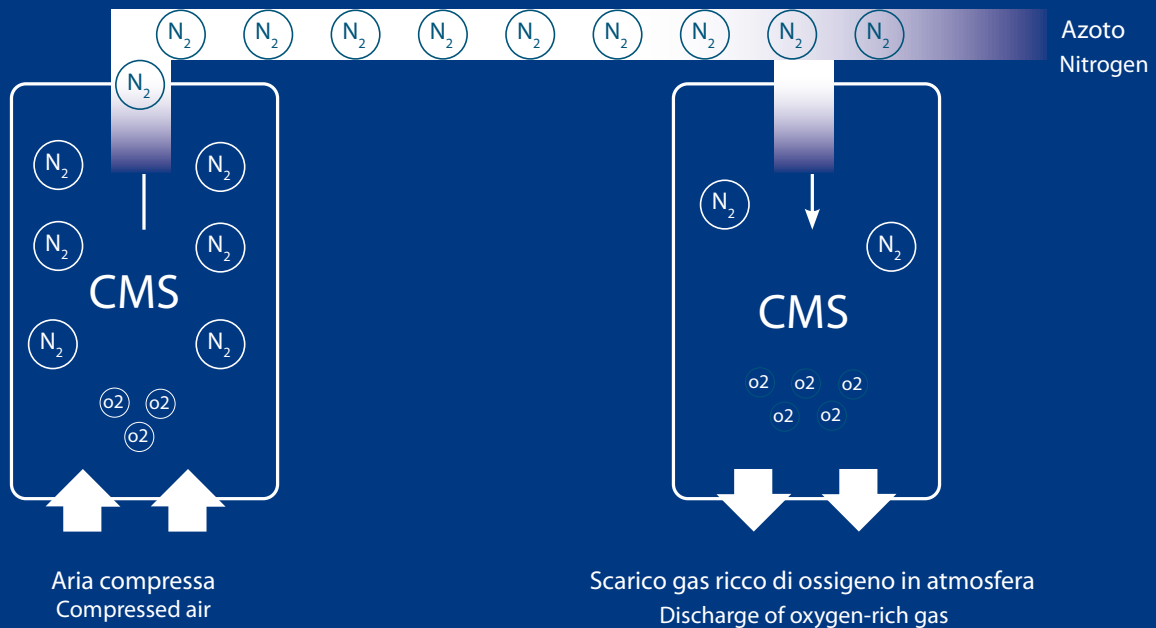 N2 N2 N2 N2 N2 N2 N2 N2 N2
Azoto
Nitrogen
N2
N2 N2
N2 N2
CMS
N2 N2
o2 o2
o2
Aria compressa
Compressed air
N2
N2
CMS
o2 o2 o2
o2 o2
Scarico gas ricco di ossigeno in atmosfera
Discharge of oxygen-rich gas